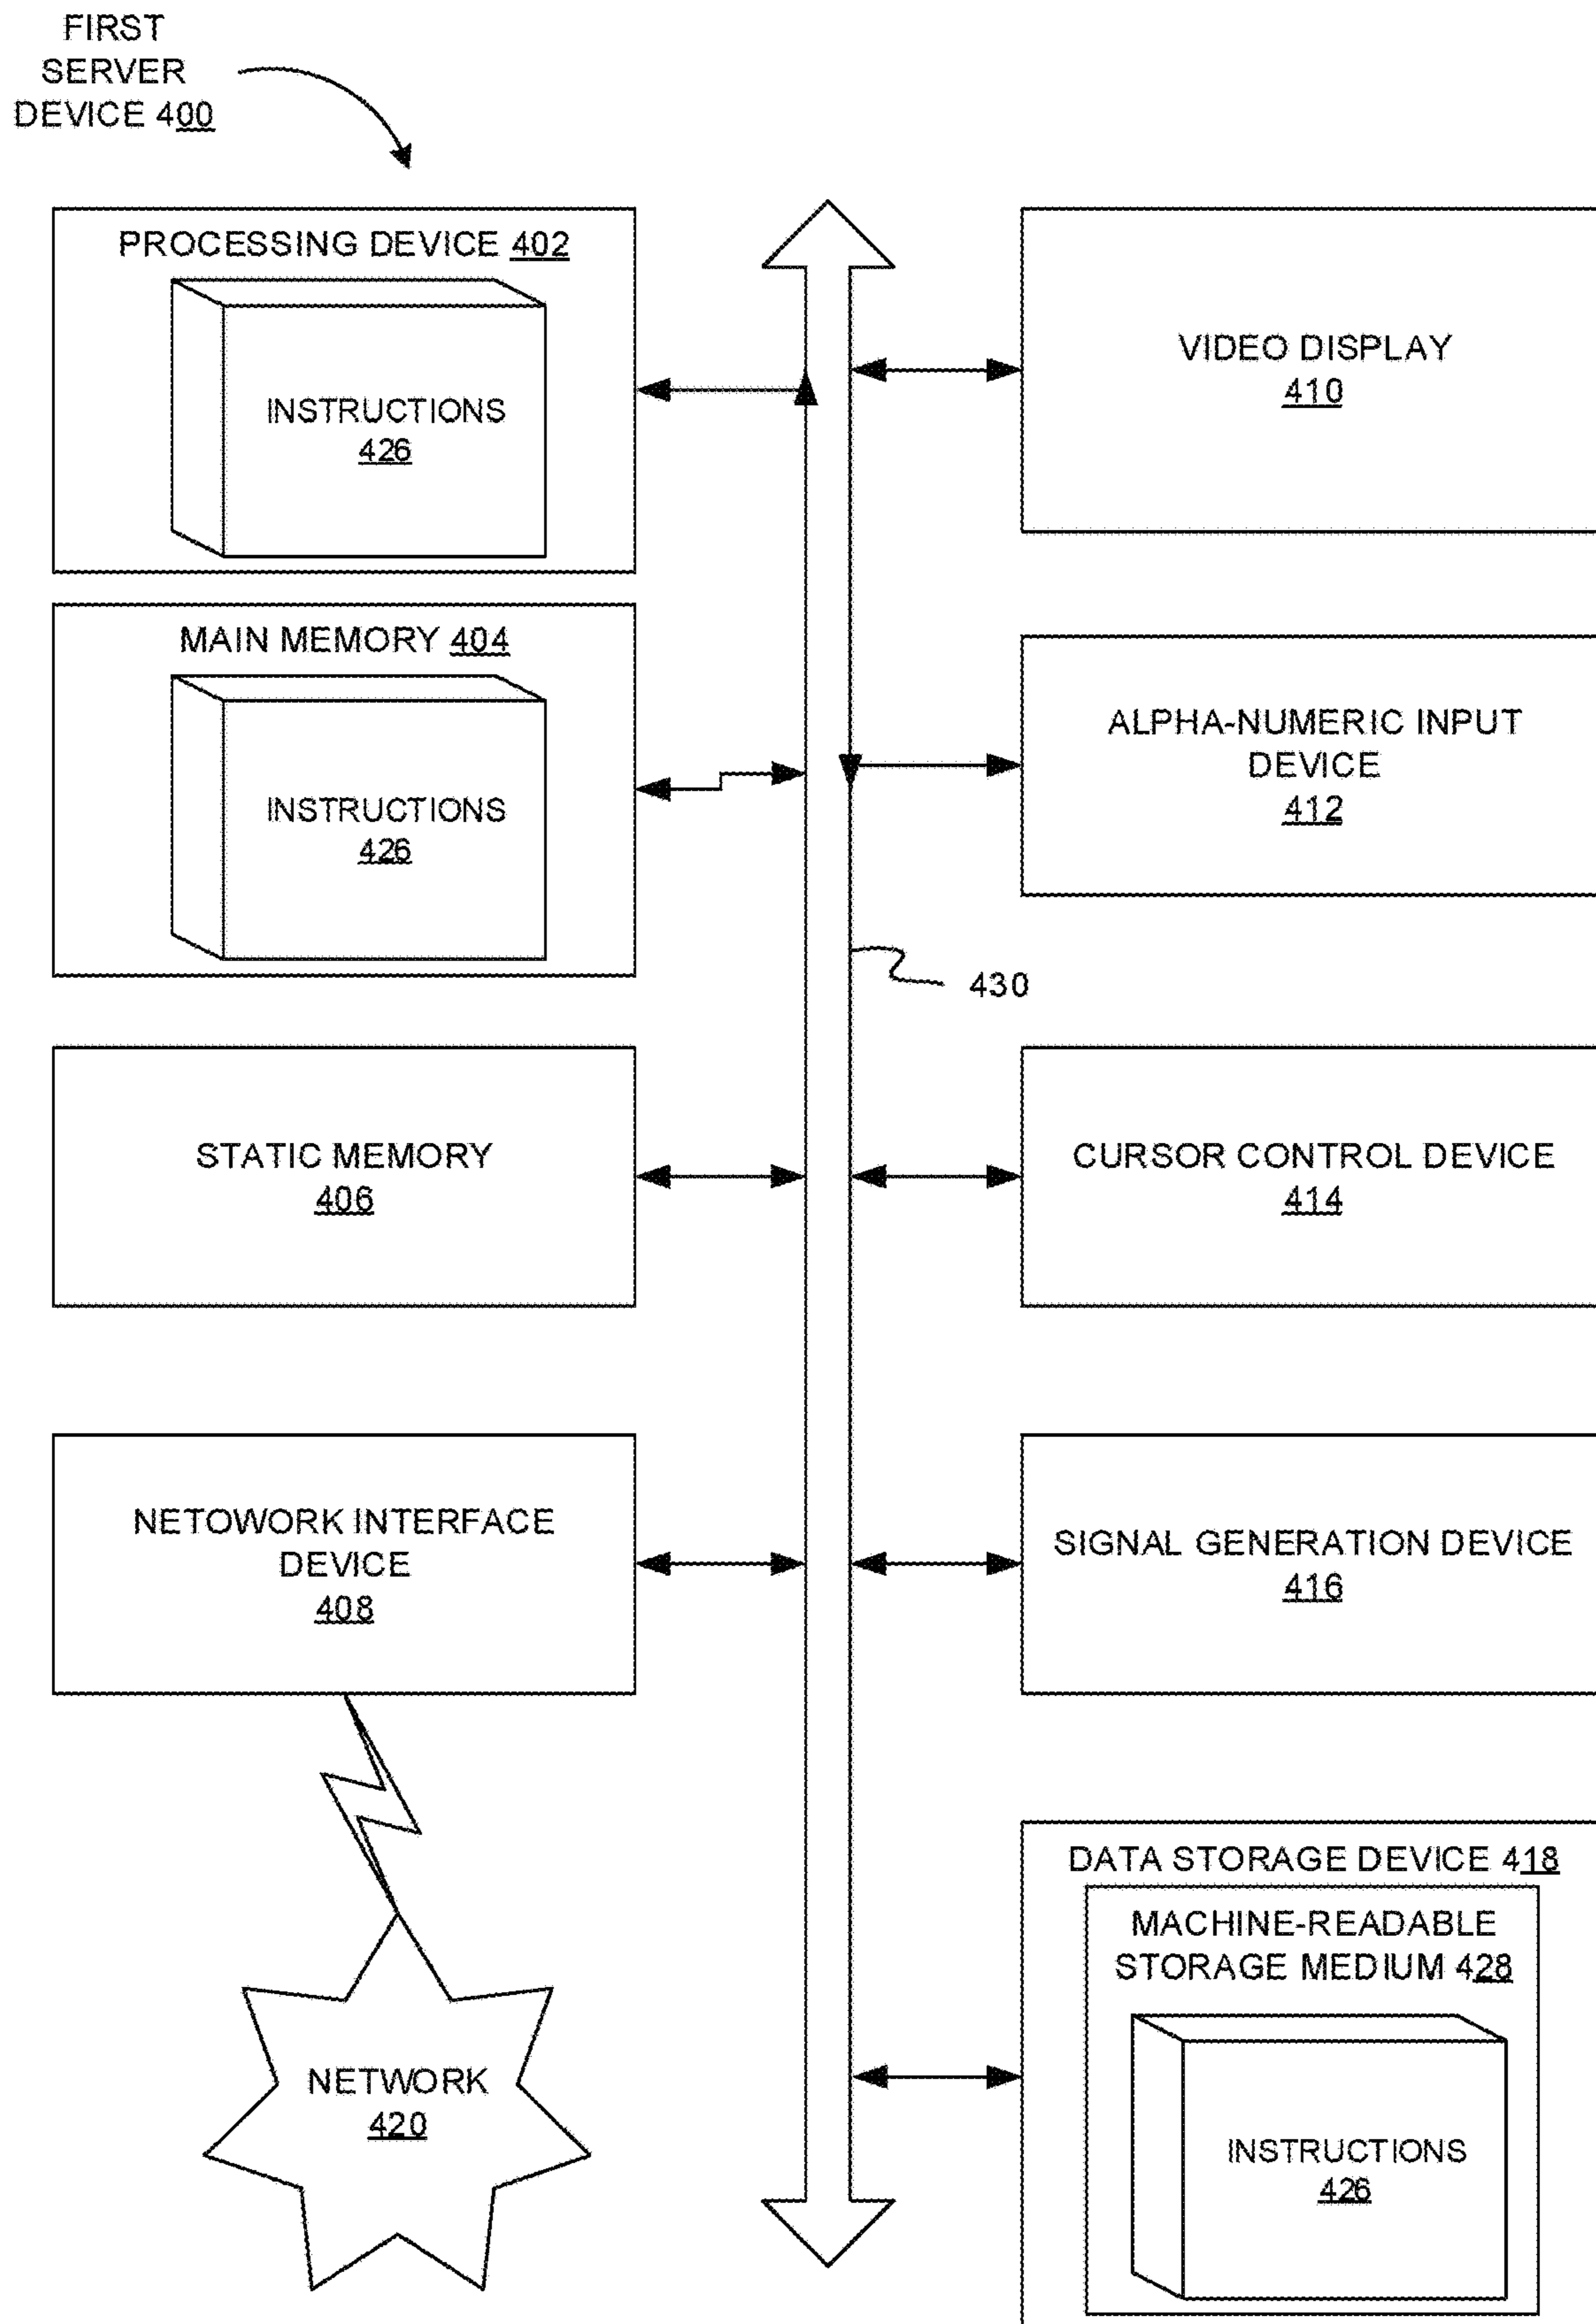 FIRST
SERVER
DEVICE 400
PROCESSING DEVICE 402
INSTRUCTIONS
426
MAIN MEMORY 404
INSTRUCTIONS
426
STATIC MEMORY
406
NETOWORK INTERFACE
DEVICE
408
NETWORK
420
VIDEO DISPLAY
410
ALPHA-NUMERIC INPUT
DEVICE
412
430
CURSOR CONTROL DEVICE
414
SIGNAL GENERATION DEVICE
416
DATA STORAGE DEVICE 418
MACHINE-READABLE
STORAGE MEDIUM 428
INSTRUCTIONS
426